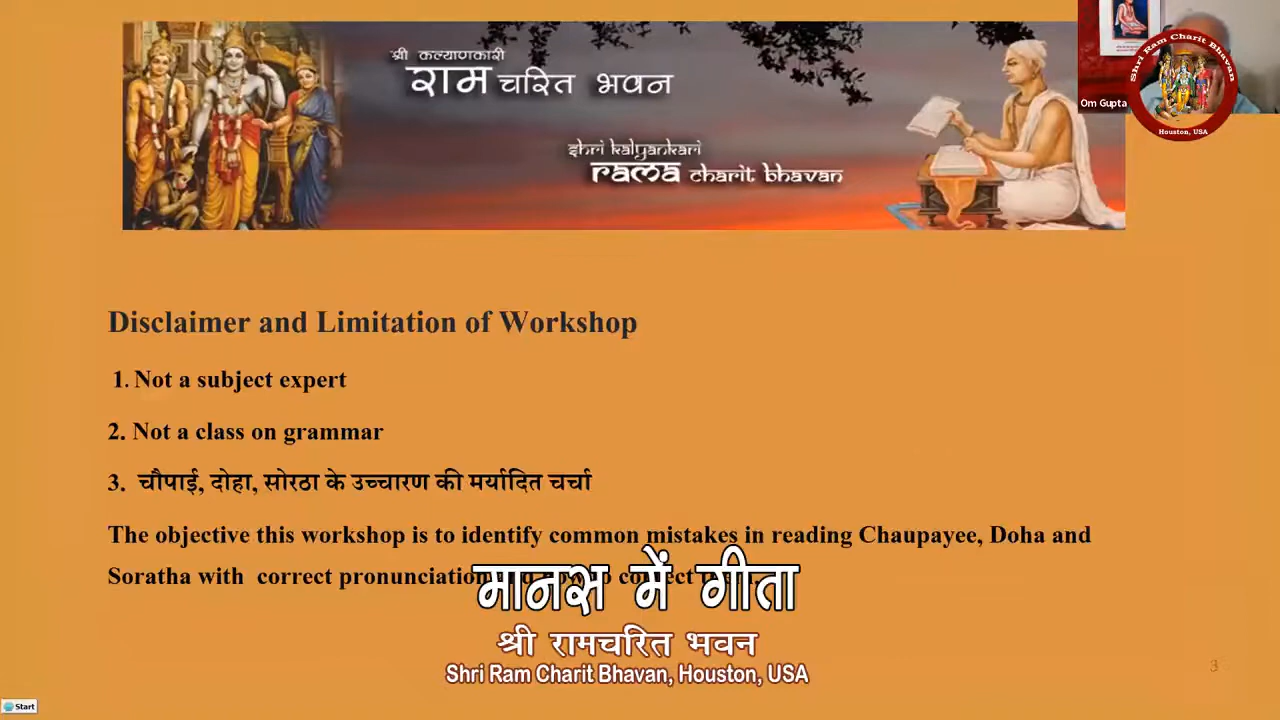 श्री कल्याणकारी
राम चरित भवन
shri kalyankari
rama charit bhavan
Om Gupta
Shri Ram Charit Bhavan
Houston, USA
Disclaimer and Limitation of Workshop
1. Not a subject expert
2. Not a class on grammar
3. चौपाई, दोहा, सोरठा के उच्चारण की मर्यादित चर्चा
The objective this workshop is to identify common mistakes in reading Chaupayee, Doha and
Soratha with correct pronunciation
मानस में गीता
श्री रामचरित भवन
Shri Ram Charit Bhavan, Houston, USA
3
Start